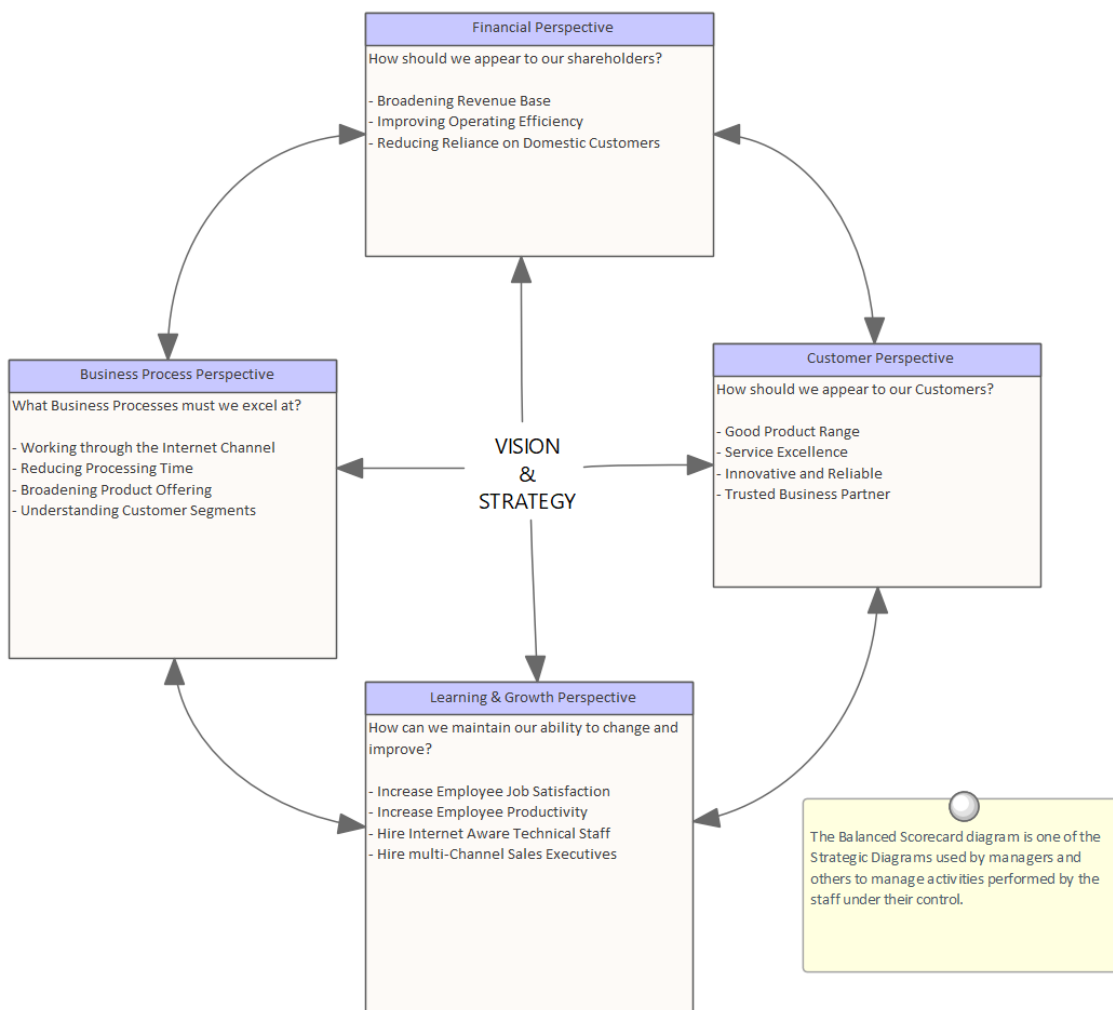 Financial Perspective
How should we appear to our shareholders?
- Broadening Revenue Base
- Improving Operating Efficiency
- Reducing Reliance on Domestic Customers
Business Process Perspective
What Business Processes must we excel at?
- Working through the Internet Channel
- Reducing Processing Time
- Broadening Product Offering
- Understanding Customer Segments
VISION
&
STRATEGY
Customer Perspective
How should we appear to our Customers?
- Good Product Range
- Service Excellence
- Innovative and Reliable
- Trusted Business Partner
Learning & Growth Perspective
How can we maintain our ability to change and
improve?
- Increase Employee Job Satisfaction
- Increase Employee Productivity
- Hire Internet Aware Technical Staff
- Hire multi-Channel Sales Executives
The Balanced Scorecard diagram is one of the
Strategic Diagrams used by managers and
others to manage activities performed by the
staff under their control.